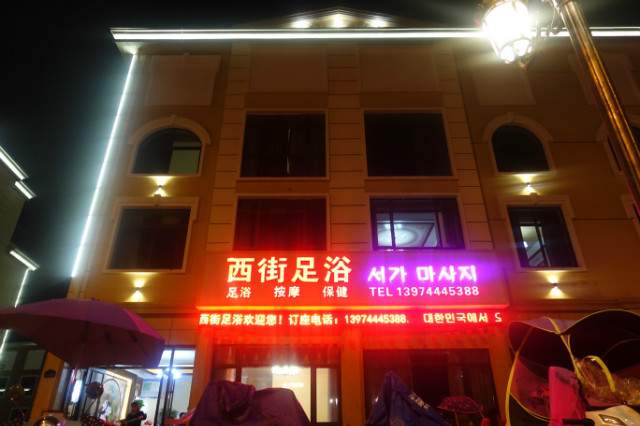 西街足浴 서가 마사지
足浴 按摩 保健 TEL 13974445388
西街足浴欢迎您！订座电话：13974445388. 대한민국에서 S